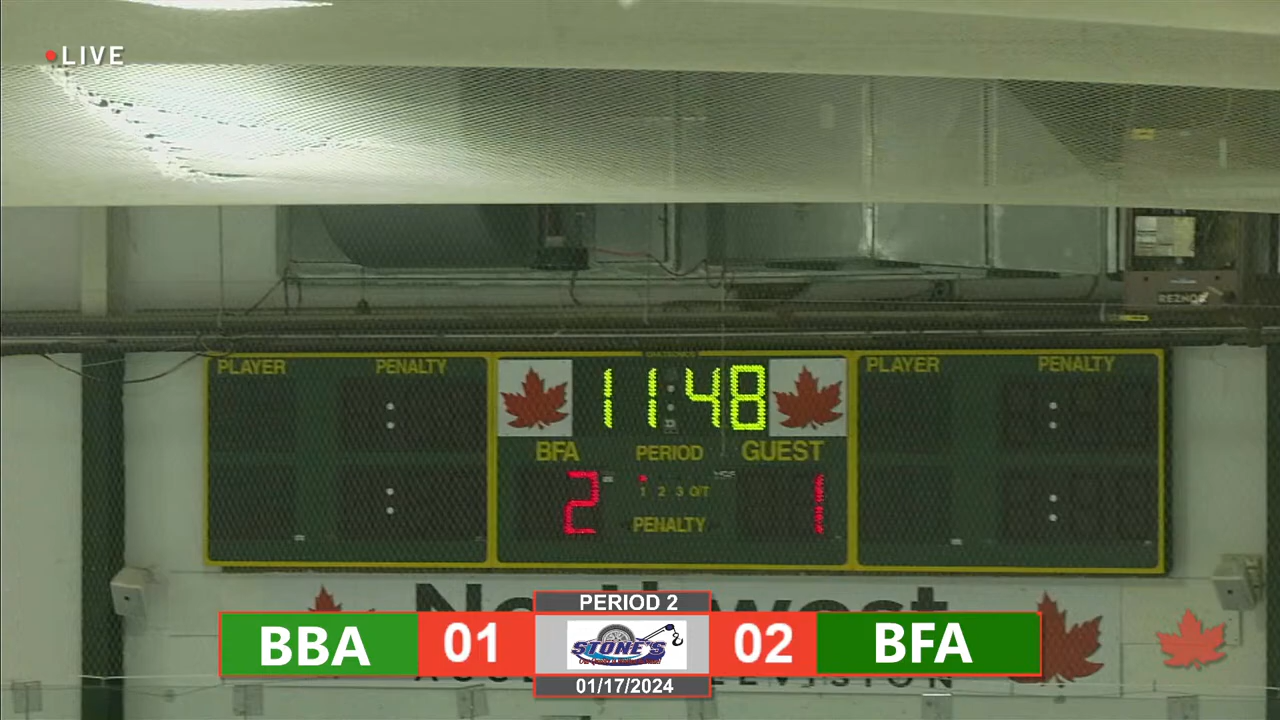 LIVE
REZNOR
PLAYER PENALTY
11:48
PLAYER PENALTY
BFA PERIOD GUEST
2 1 2 3 O/T 1
PENALTY
PERIOD 2
BBA 01 STONE'S 02 BFA
01/17/2024